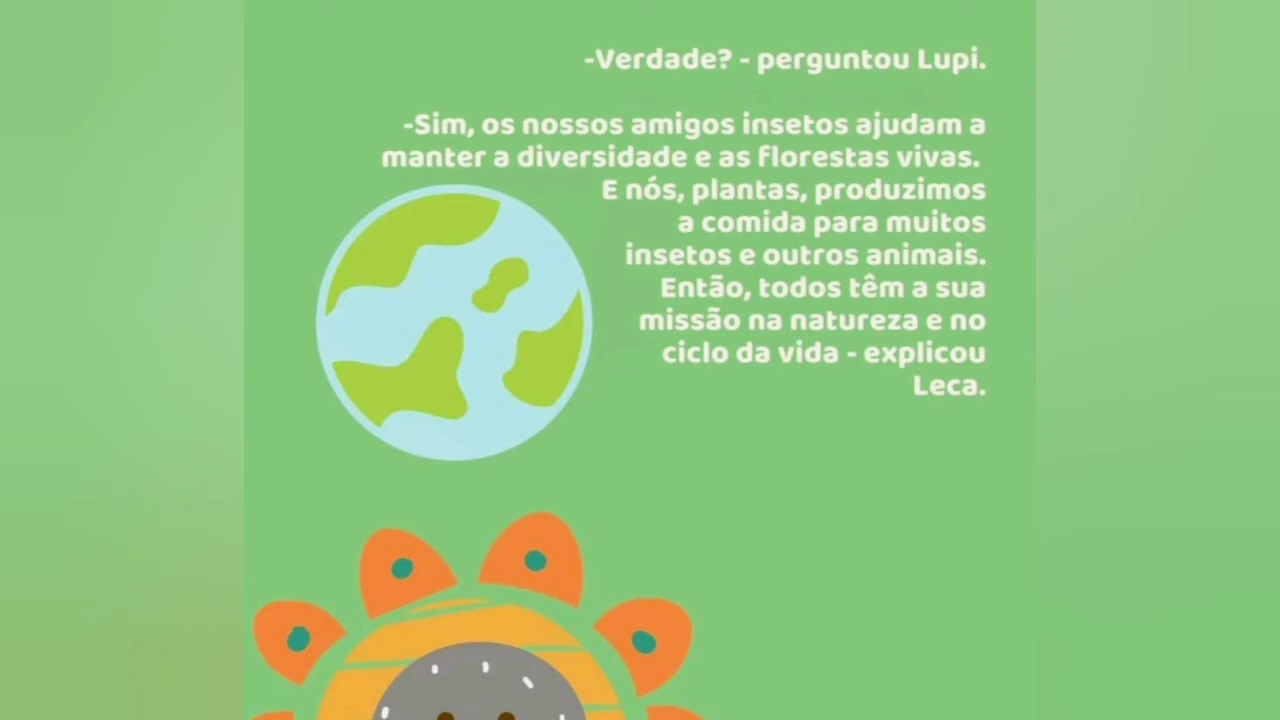 -Verdade? - perguntou Lupi.
-Sim, os nossos amigos insetos ajudam a
manter a diversidade e as florestas vivas.
E nós, plantas, produzimos
a comida para muitos
insetos e outros animais.
Então, todos têm a sua
missão na natureza e no
ciclo da vida - explicou
Leca.